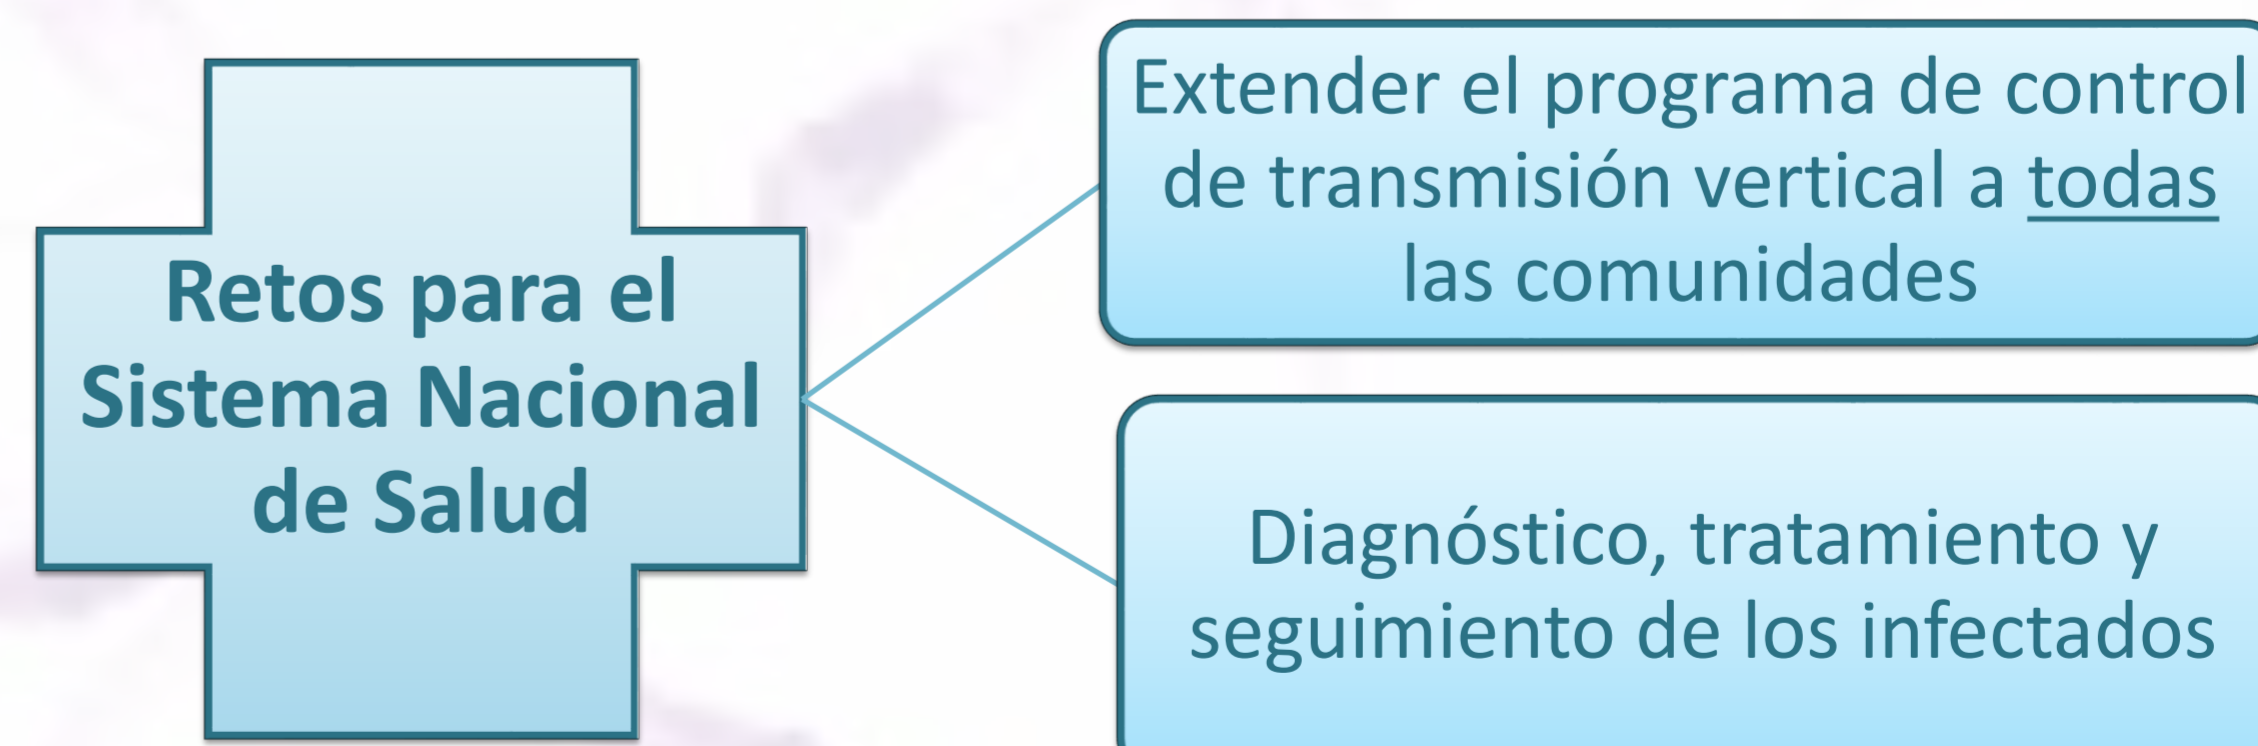 Retos para el
Sistema Nacional
de Salud
Extender el programa de control
de transmisión vertical a todas
las comunidades
Diagnóstico, tratamiento y
seguimiento de los infectados